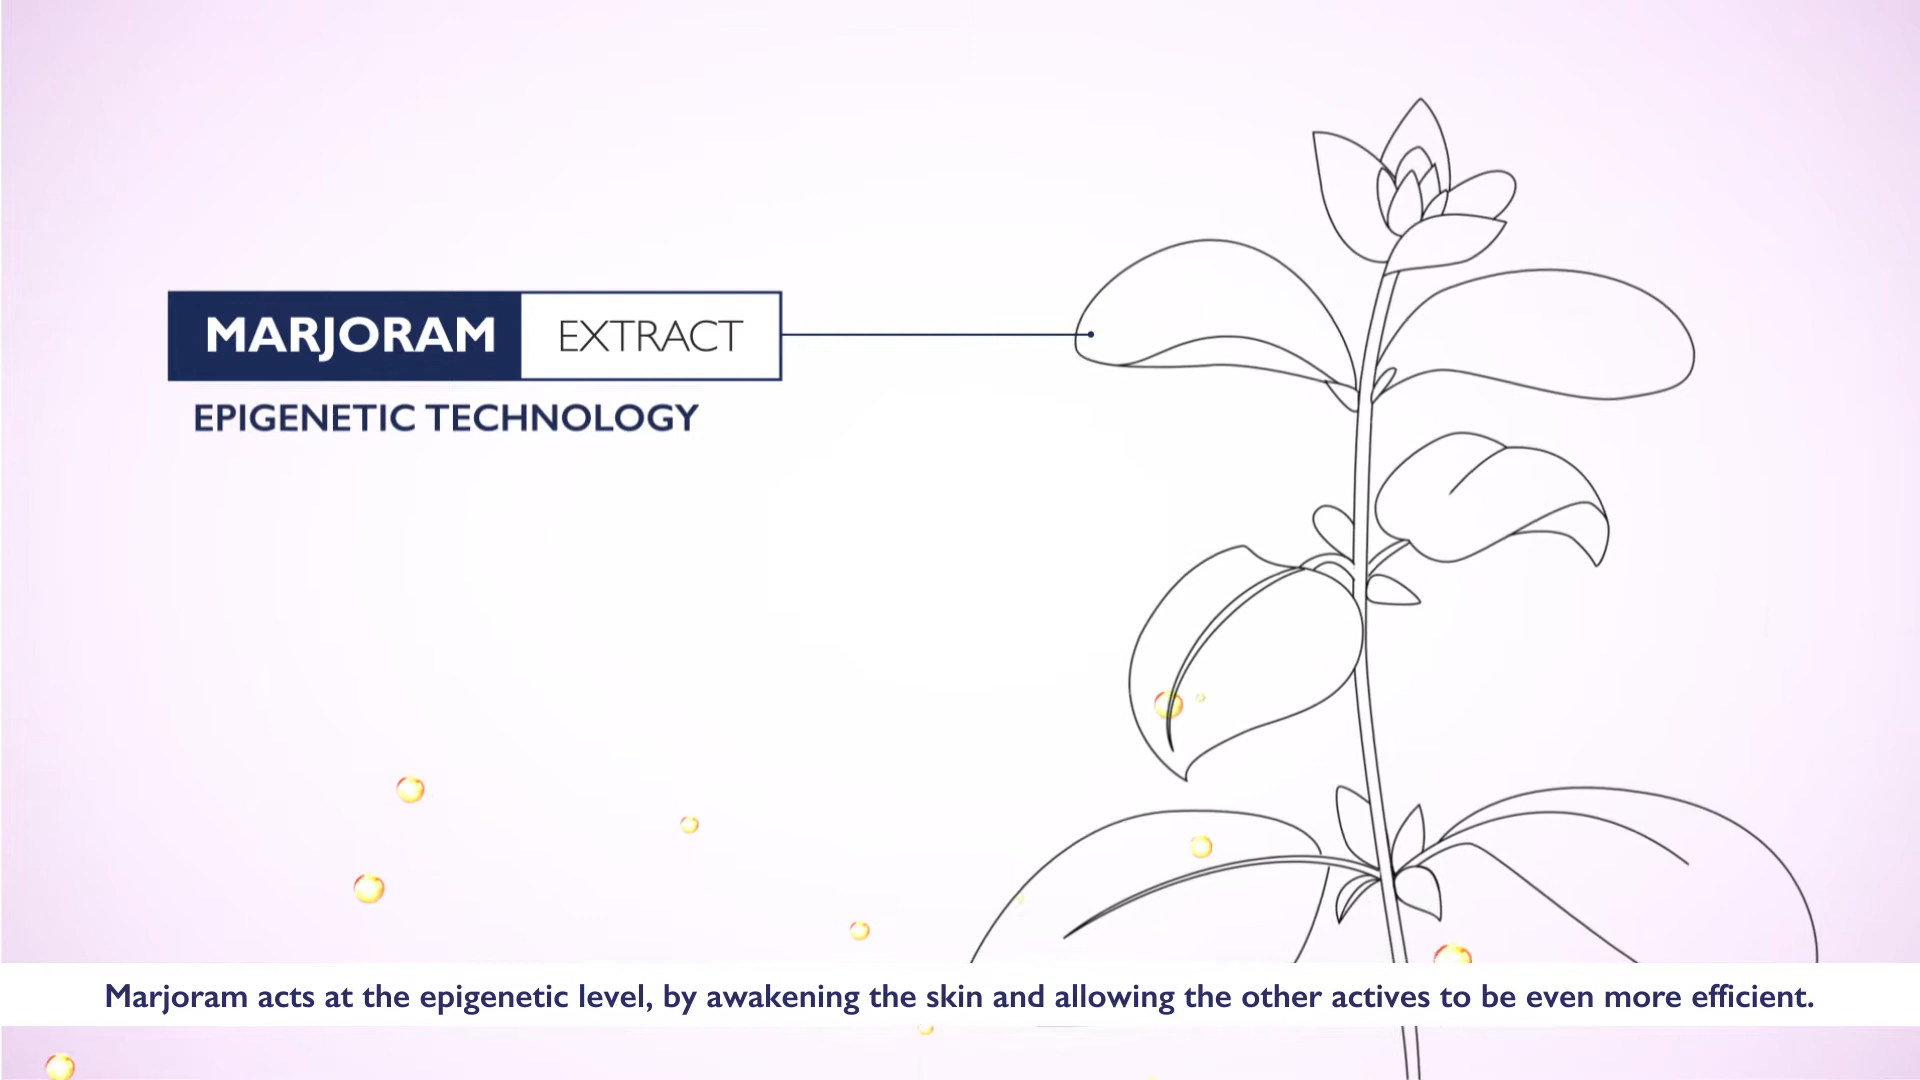 MARJORAM EXTRACT
EPIGENETIC TECHNOLOGY
Marjoram acts at the epigenetic level, by awakening the skin and allowing the other actives to be even more efficient.